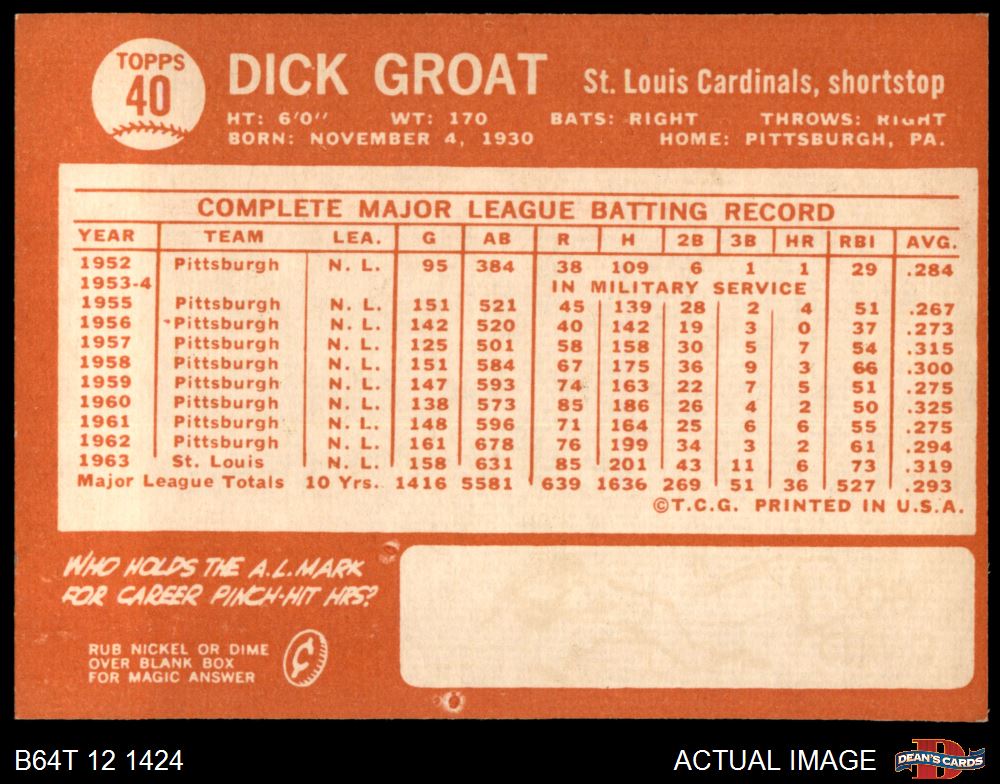 TOPPS
40
DICK GROAT St. Louis Cardinals, shortstop
HT: 6'0" WT: 170 BATS: RIGHT THROWS: RIGHT
BORN: NOVEMBER 4, 1930 HOME: PITTSBURGH, PA.
COMPLETE MAJOR LEAGUE BATTING RECORD
YEAR TEAM LEA. G AB R H 2B 3B HR RBI AVG.
1952 Pittsburgh N. L. 95 384 38 109 6 1 1 29 .284
1953-4 IN MILITARY SERVICE
1955 Pittsburgh N. L. 151 521 45 139 28 2 4 51 .267
1956 Pittsburgh N. L. 142 520 40 142 19 3 0 37 .273
1957 Pittsburgh N. L. 125 501 58 158 30 5 7 54 .315
1958 Pittsburgh N. L. 151 584 67 175 36 9 3 66 .300
1959 Pittsburgh N. L. 147 593 74 163 22 7 5 51 .275
1960 Pittsburgh N. L. 138 573 85 186 26 4 2 50 .325
1961 Pittsburgh N. L. 148 596 71 164 25 6 6 55 .275
1962 Pittsburgh N. L. 161 678 76 199 34 3 2 61 .294
1963 St. Louis N. L. 158 631 85 201 43 11 6 73 .319
Major League Totals 10 Yrs. 1416 5581 639 1636 269 51 36 527 .293
©T.C.G. PRINTED IN U.S.A.
WHO HOLDS THE A.L. MARK
FOR CAREER PINCH-HIT HRS?
RUB NICKEL OR DIME
OVER BLANK BOX
FOR MAGIC ANSWER
¢
B64T 12 1424 ACTUAL IMAGE
DEAN'S CARDS